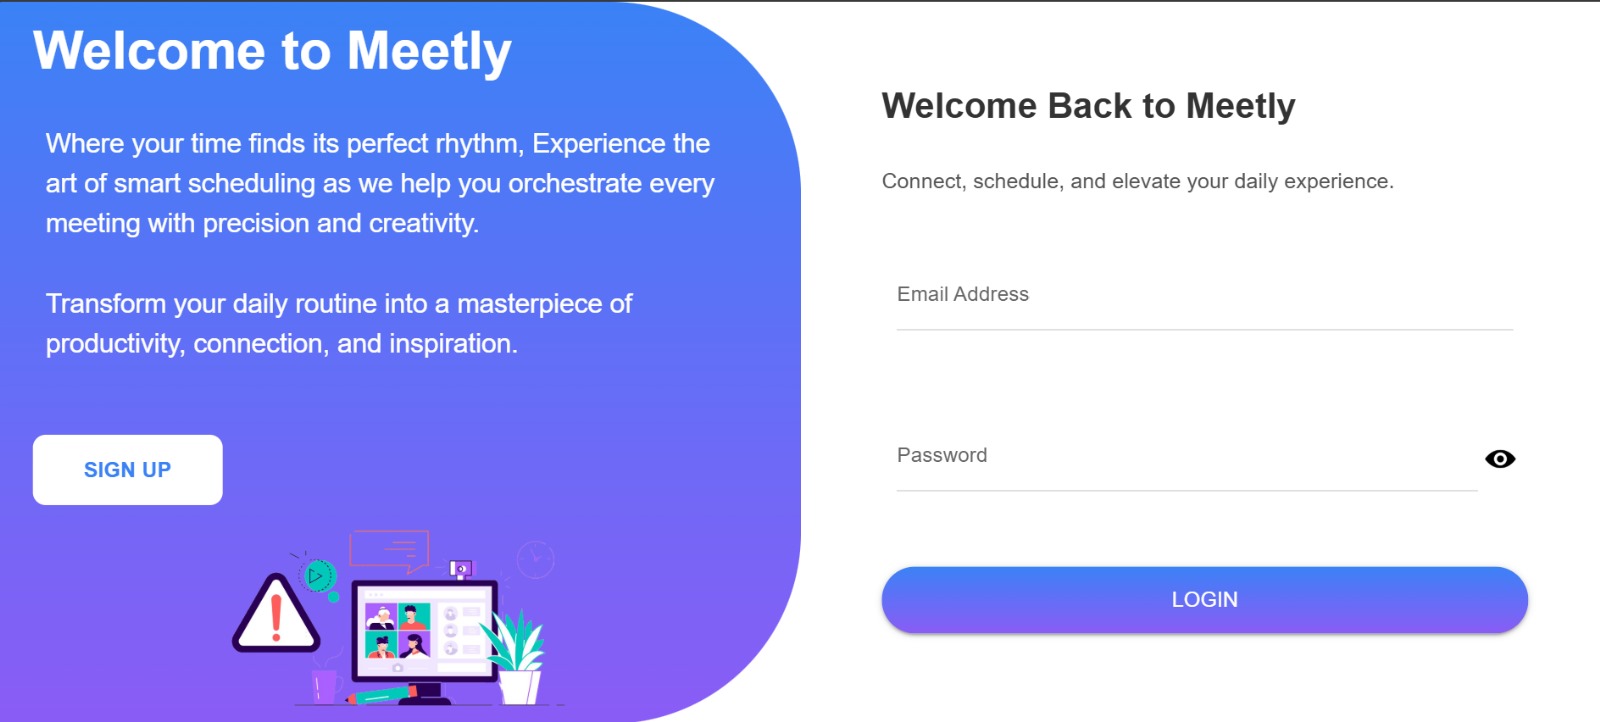 Welcome to Meetly
Where your time finds its perfect rhythm, Experience the
art of smart scheduling as we help you orchestrate every
meeting with precision and creativity.
Transform your daily routine into a masterpiece of
productivity, connection, and inspiration.
SIGN UP
Welcome Back to Meetly
Connect, schedule, and elevate your daily experience.
Email Address
Password
LOGIN